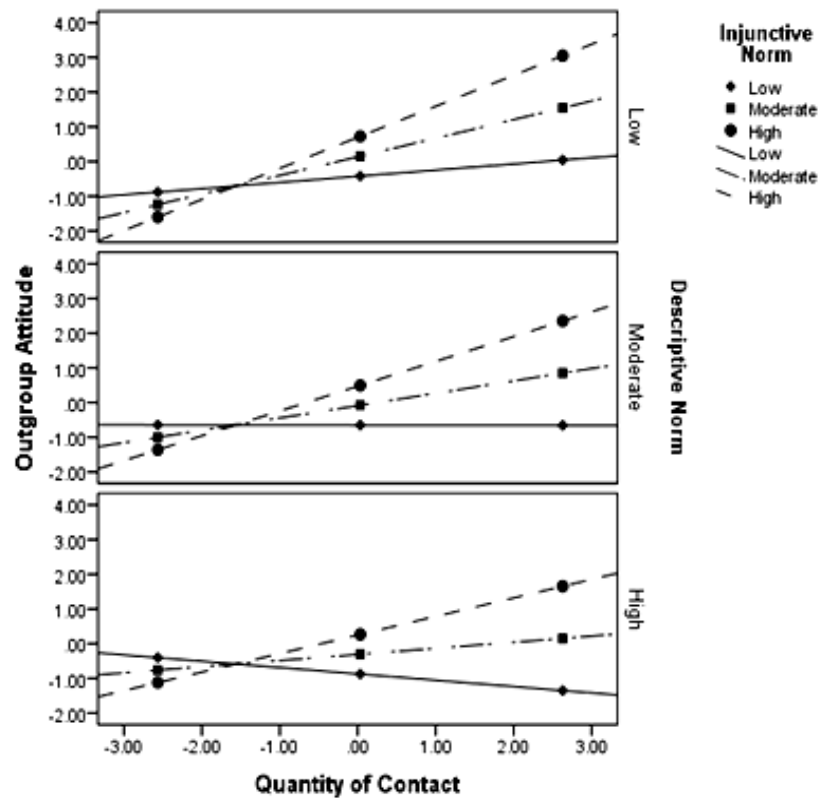 Outgroup Attitude
4.00
3.00
2.00
1.00
.00
-1.00
-2.00
Low
4.00
3.00
2.00
1.00
.00
-1.00
-2.00
Moderate
4.00
3.00
2.00
1.00
.00
-1.00
-2.00
High
-3.00 -2.00 -1.00 .00 1.00 2.00 3.00
Quantity of Contact
Descriptive Norm
Injunctive
Norm
Low
Moderate
High
Low
Moderate
High